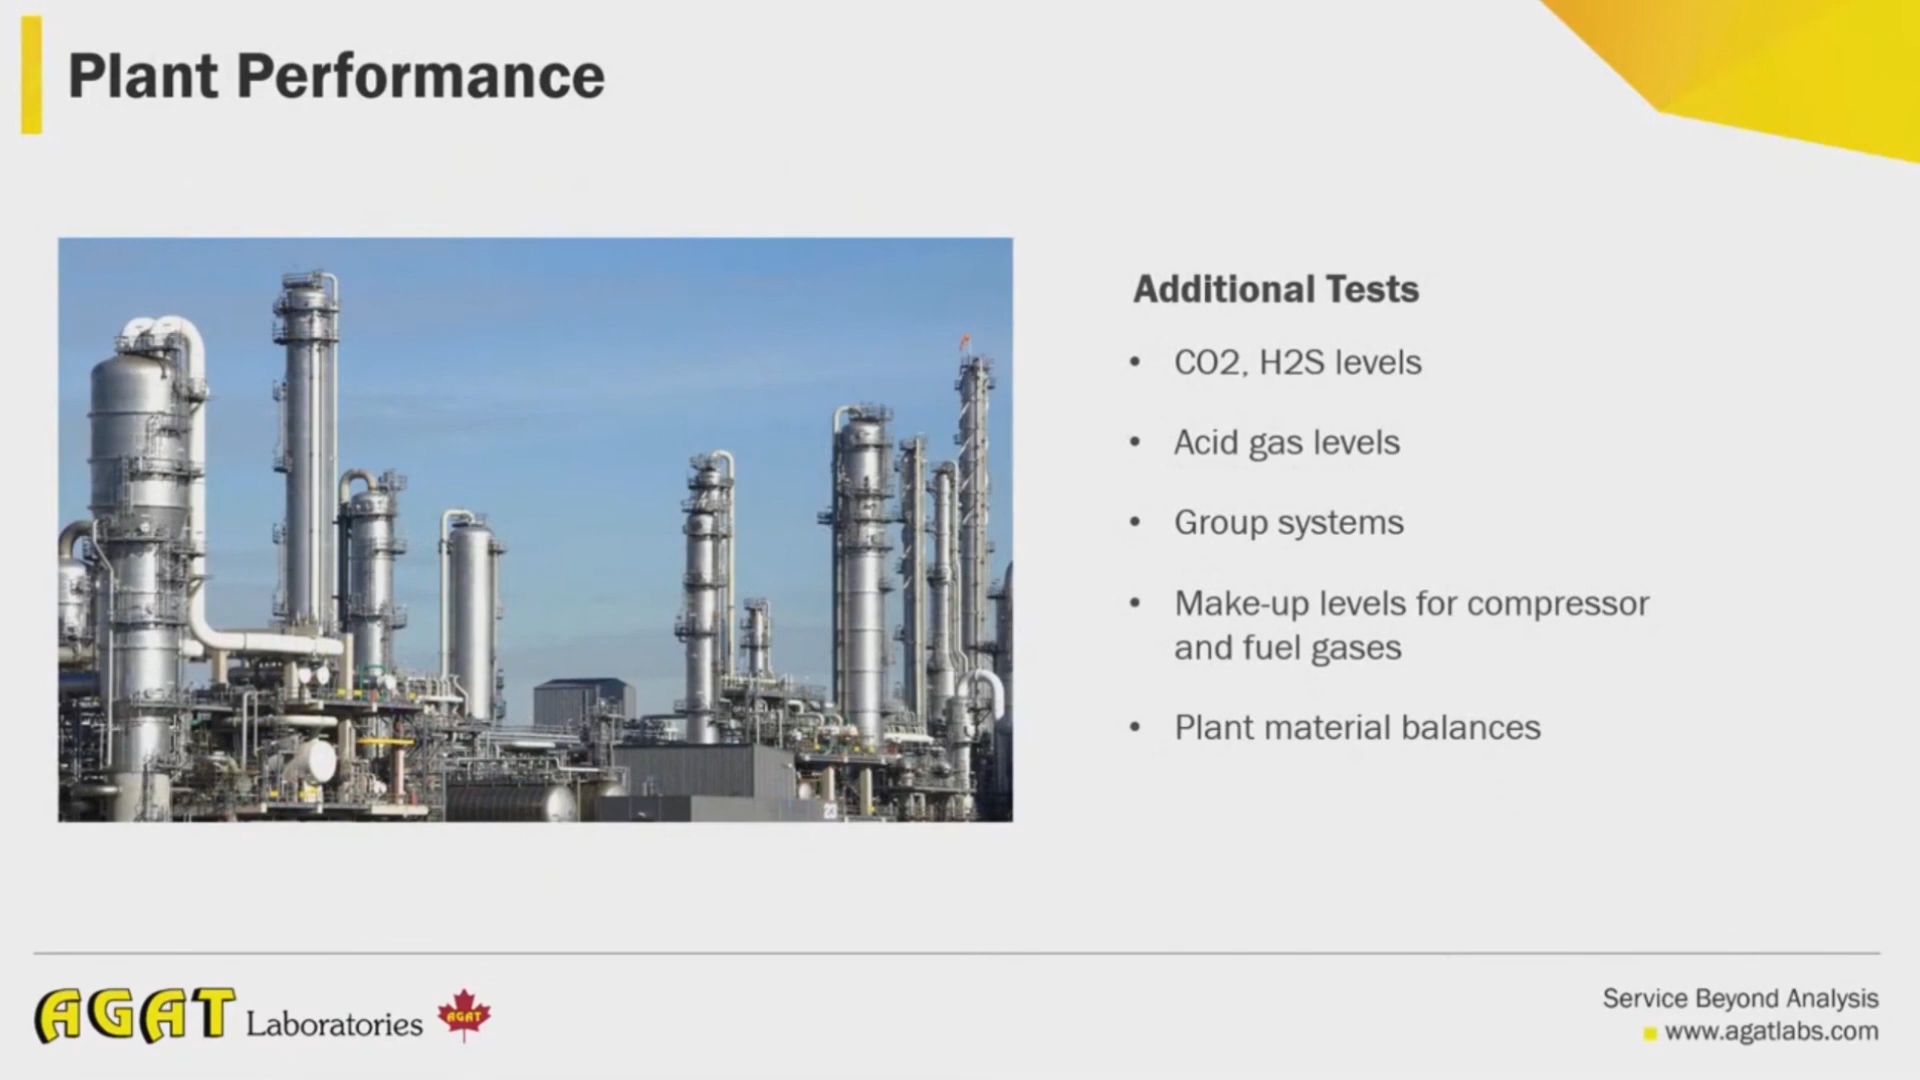 Plant Performance
Additional Tests
• CO2, H2S levels
• Acid gas levels
• Group systems
• Make-up levels for compressor
and fuel gases
• Plant material balances
AGAT Laboratories AGAT
Service Beyond Analysis
www.agatlabs.com